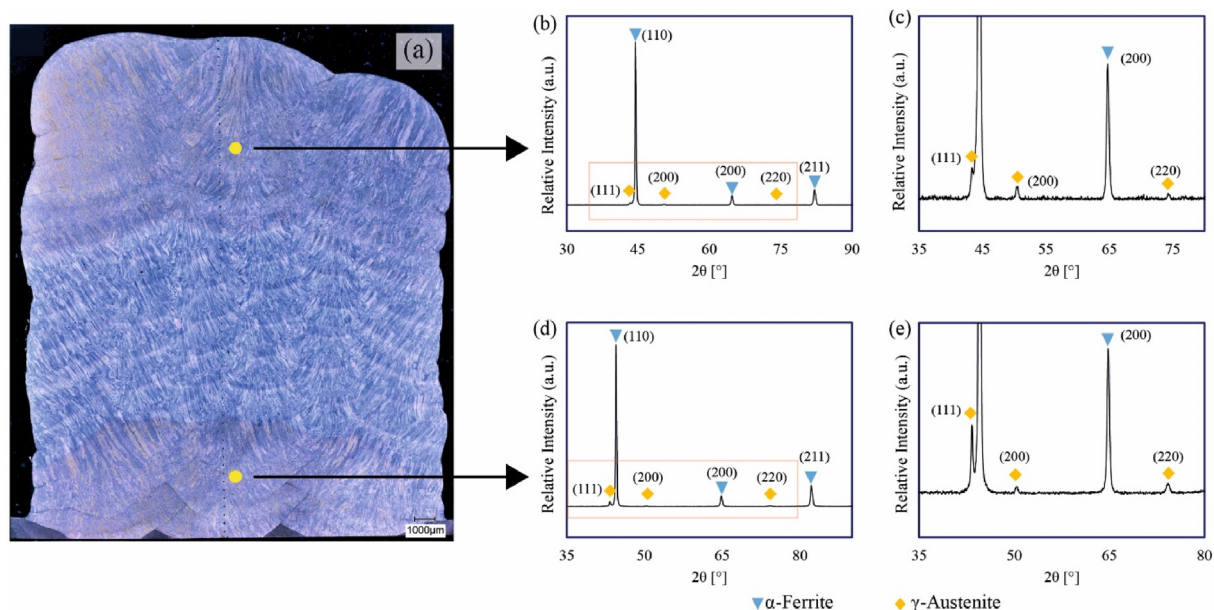 (a)
1000μm
(b)
(110)
(111)
(200)
(200)
(220)
(211)
Relative Intensity (a.u.)
30 45 60 75 90
2θ [°]
(c)
(111)
(200)
(200)
(220)
Relative Intensity (a.u.)
35 45 55 65 75
2θ [°]
(d)
(110)
(111)
(200)
(200)
(220)
(211)
Relative Intensity (a.u.)
35 50 65 80
2θ [°]
(e)
(111)
(200)
(200)
(220)
Relative Intensity (a.u.)
35 50 65 80
2θ [°]
α-Ferrite
γ-Austenite